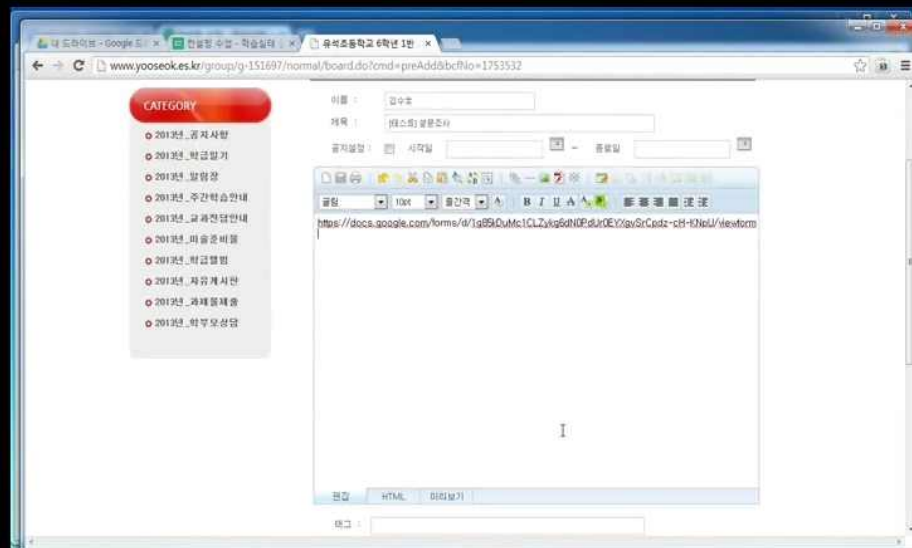 내 드라이브 - Google 드
컨설팅 수업 - 학습실태
유석초등학교 6학년 1반
www.yooseok.es.kr/group/g-151697/normal/board.do?cmd=preAdd&bcfNo=1753532
CATEGORY
2013년_공지사항
2013년_학급일기
2013년_알림장
2013년_주간학습안내
2013년_교과전담안내
2013년_미술준비물
2013년_학급앨범
2013년_자유게시판
2013년_과제물제출
2013년_학부모상담
이름 :
제목 : [테스트] 설문조사
공지설정 : 시작일 ~ 종료일
굴림 10pt 줄간격
https://docs.google.com/forms/d/1gB5kDuMc1CLZykg6dN0PdUr0EYXgvSrCpdz-cH-KNpU/viewform
편집 HTML 미리보기
태그 :